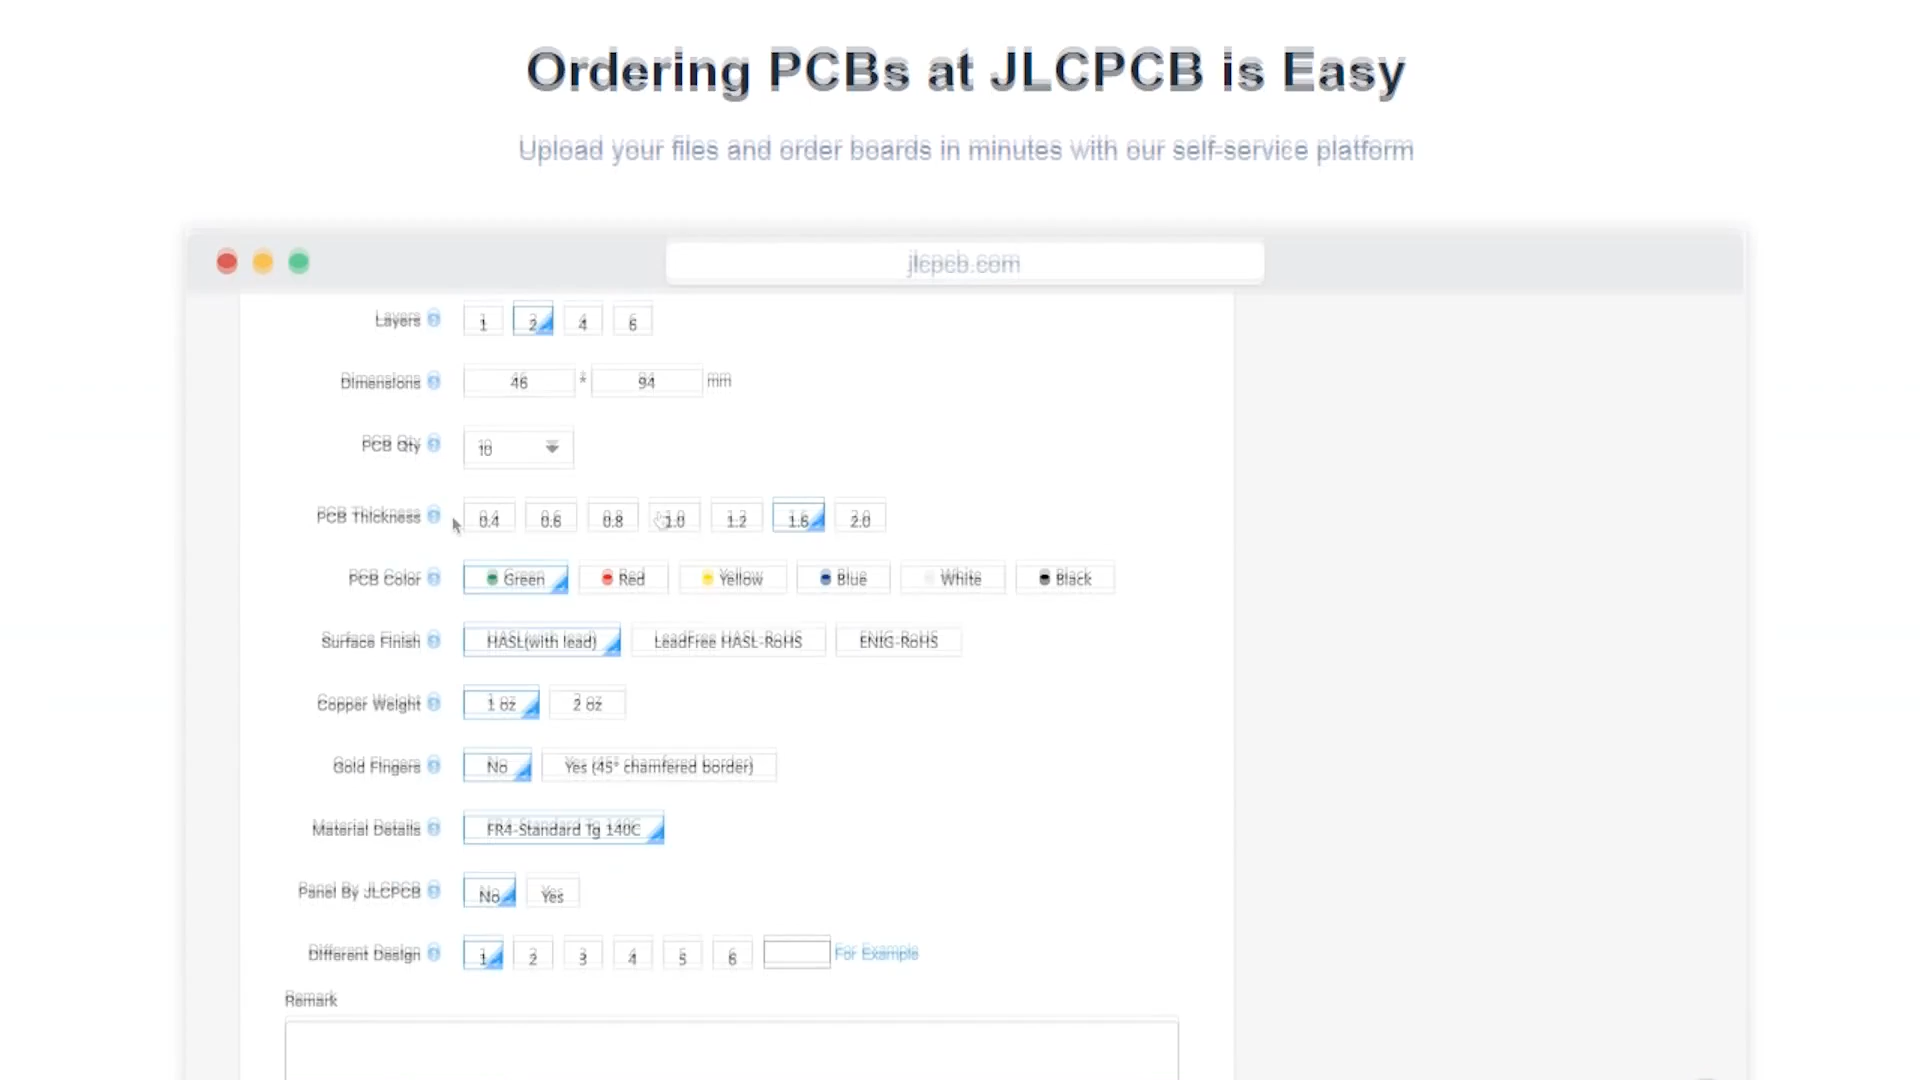 Ordering PCBs at JLCPCB is Easy
Upload your files and order boards in minutes with our self-service platform
jlcpcb.com
Layers 1 2 4 6
Dimensions 46 * 94 mm
PCB Qty 10
PCB Thickness 0.4 0.6 0.8 1.0 1.2 1.6 2.0
PCB Color Green Red Yellow Blue White Black
Surface Finish HASL(with lead) LeadFree HASL-RoHS ENIG-RoHS
Copper Weight 1 oz 2 oz
Gold Fingers No Yes (45° chamfered border)
Material Details FR4-Standard Tg 140C
Panel By JLCPCB No Yes
Different Design 1 2 3 4 5 6 For Example
Remark